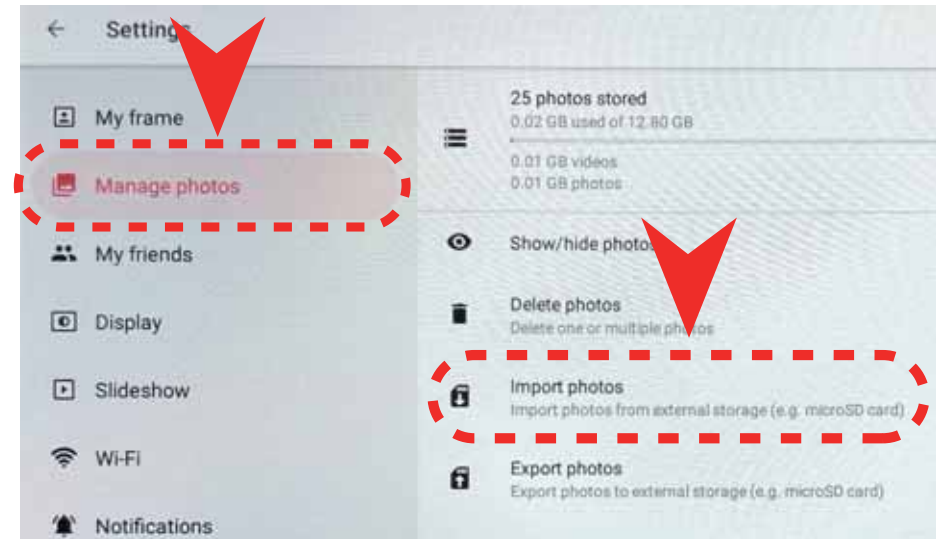 Settings
My frame
Manage photos
My friends
Display
Slideshow
Wi-Fi
Notifications
25 photos stored
0.02 GB used of 12.80 GB
0.01 GB videos
0.01 GB photos
Show/hide photos
Delete photos
Delete one or multiple photos
Import photos
Import photos from external storage (e.g. microSD card)
Export photos
Export photos to external storage (e.g. microSD card)